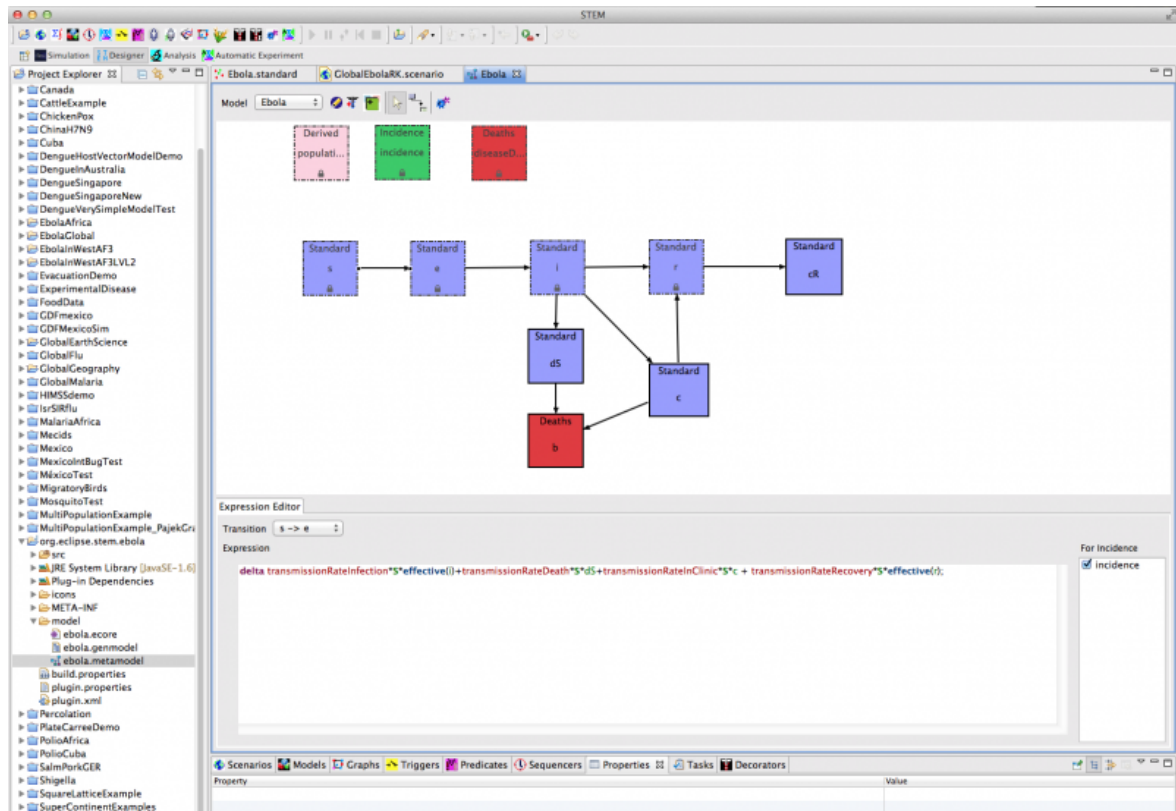 STEM
Simulation Designer Analysis Automatic Experiment
Project Explorer
Ebola.standard GlobalEbolaRK.scenario Ebola
Canada
CattleExample
ChickenPox
ChinaH7N9
Cuba
DengueHostVectorModelDemo
DengueInAustralia
DengueSingapore
DengueSingaporeNew
DengueVerySimpleModelTest
EbolaAfrica
EbolaGlobal
EbolaInWestAF3
EbolaInWestAF3LVL2
EvacuationDemo
ExperimentalDisease
FoodData
GDFmexico
GDFMexicoSim
GlobalEarthScience
GlobalFlu
GlobalGeography
GlobalMalaria
HIMSSdemo
IsrSIRflu
MalariaAfrica
Mecids
Mexico
MexicoIntBugTest
MéxicoTest
MigratoryBirds
MosquitoTest
MultiPopulationExample
MultiPopulationExample_PajekGra
org.eclipse.stem.ebola
src
JRE System Library [JavaSE-1.6]
Plug-in Dependencies
icons
META-INF
model
ebola.ecore
ebola.genmodel
ebola.metamodel
build.properties
plugin.properties
plugin.xml
Percolation
PlateCarreeDemo
PolioAfrica
PolioCuba
SalmPorkGER
Shigella
SquareLatticeExample
SuperContinentExamples
Model Ebola
Derived
populati...
Incidence
incidence
Deaths
diseaseD...
Standard
s
Standard
e
Standard
i
Standard
r
Standard
cR
Standard
dS
Standard
c
Deaths
b
Expression Editor
Transition s -> e
Expression
For Incidence
delta transmissionRateInfection*S*effective(i)+transmissionRateDeath*S*dS+transmissionRateInClinic*S*c + transmissionRateRecovery*S*effective(r);
incidence
Scenarios Models Graphs Triggers Predicates Sequencers Properties Tasks Decorators
Property Value